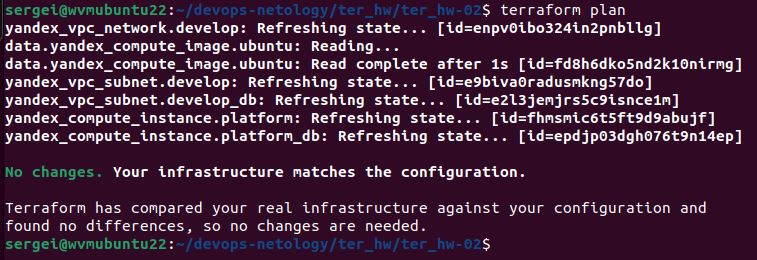 sergei@wvmubuntu22:~/devops-netology/ter_hw/ter_hw-02$ terraform plan
yandex_vpc_network.develop: Refreshing state... [id=enpv0ibo324in2pnbllg]
data.yandex_compute_image.ubuntu: Reading...
data.yandex_compute_image.ubuntu: Read complete after 1s [id=fd8h6dko5nd2k10nirmg]
yandex_vpc_subnet.develop: Refreshing state... [id=e9biva0radusmkng57do]
yandex_vpc_subnet.develop_db: Refreshing state... [id=e2l3jemjrs5c9isnce1m]
yandex_compute_instance.platform: Refreshing state... [id=fhmsmic6t5ft9d9abujf]
yandex_compute_instance.platform_db: Refreshing state... [id=epdjp03dgh076t9n14ep]
No changes. Your infrastructure matches the configuration.
Terraform has compared your real infrastructure against your configuration and
found no differences, so no changes are needed.
sergei@wvmubuntu22:~/devops-netology/ter_hw/ter_hw-02$